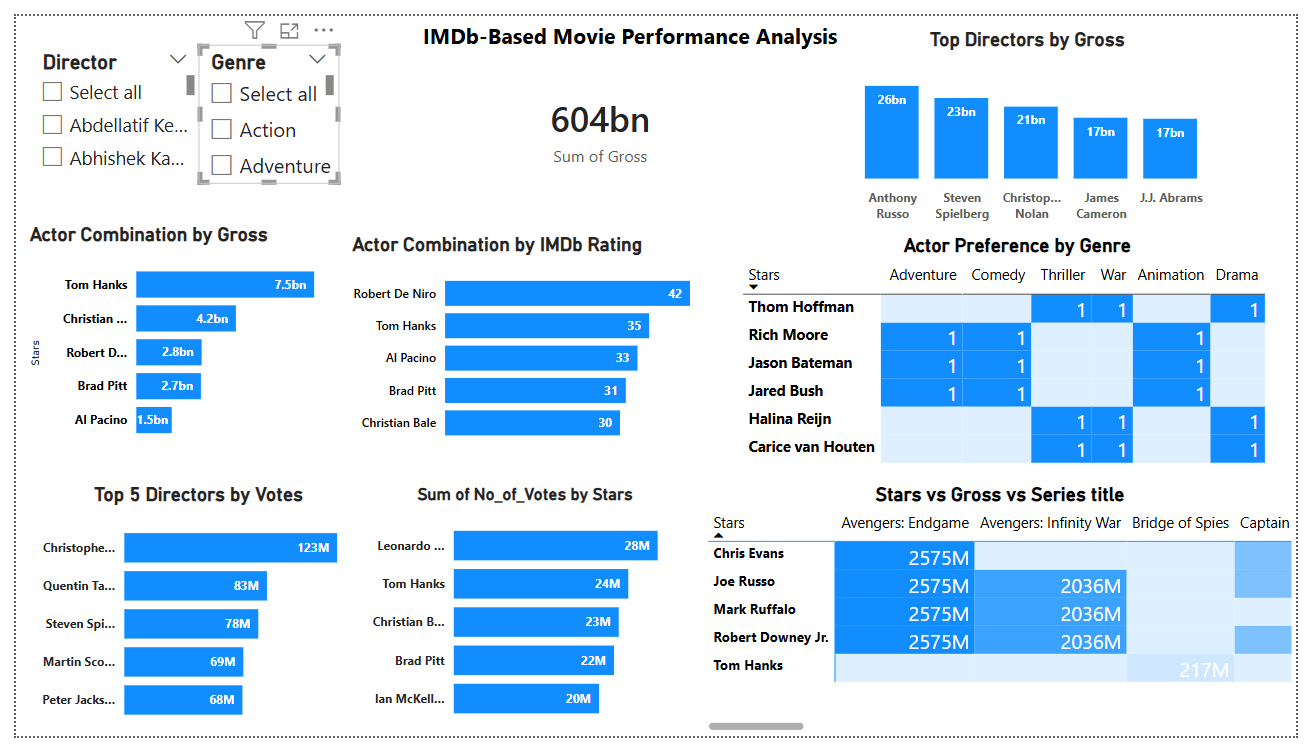 IMDb-Based Movie Performance Analysis
Director
Select all
Abdellatif Ke...
Abhishek Ka...
Genre
Select all
Action
Adventure
604bn
Sum of Gross
Top Directors by Gross
26bn
23bn
21bn
17bn
17bn
Anthony Russo
Steven Spielberg
Christop... Nolan
James Cameron
J.J. Abrams
Actor Combination by Gross
Stars
Tom Hanks 7.5bn
Christian ... 4.2bn
Robert D... 2.8bn
Brad Pitt 2.7bn
Al Pacino 1.5bn
Actor Combination by IMDb Rating
Robert De Niro 42
Tom Hanks 35
Al Pacino 33
Brad Pitt 31
Christian Bale 30
Actor Preference by Genre
Stars Adventure Comedy Thriller War Animation Drama
Thom Hoffman 1 1 1
Rich Moore 1 1 1
Jason Bateman 1 1 1
Jared Bush 1 1 1
Halina Reijn 1 1 1
Carice van Houten 1 1 1
Top 5 Directors by Votes
Christophe... 123M
Quentin Ta... 83M
Steven Spi... 78M
Martin Sco... 69M
Peter Jacks... 68M
Sum of No_of_Votes by Stars
Leonardo ... 28M
Tom Hanks 24M
Christian B... 23M
Brad Pitt 22M
Ian McKell... 20M
Stars vs Gross vs Series title
Stars Avengers: Endgame Avengers: Infinity War Bridge of Spies Captain
Chris Evans 2575M
Joe Russo 2575M 2036M
Mark Ruffalo 2575M 2036M
Robert Downey Jr. 2575M 2036M
Tom Hanks 217M